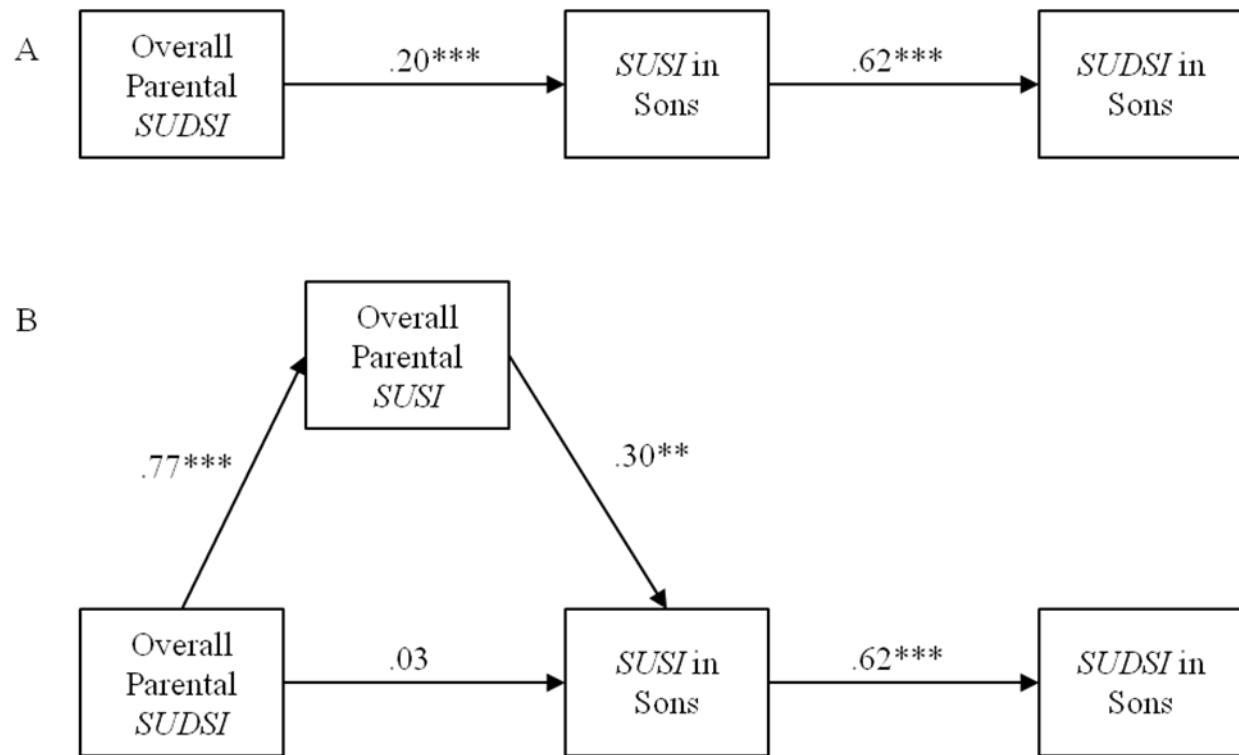 A
Overall
Parental
SUDSI
.20***
SUSI in
Sons
.62***
SUDSI in
Sons
B
Overall
Parental
SUSI
.77***
.30**
Overall
Parental
SUDSI
.03
SUSI in
Sons
.62***
SUDSI in
Sons